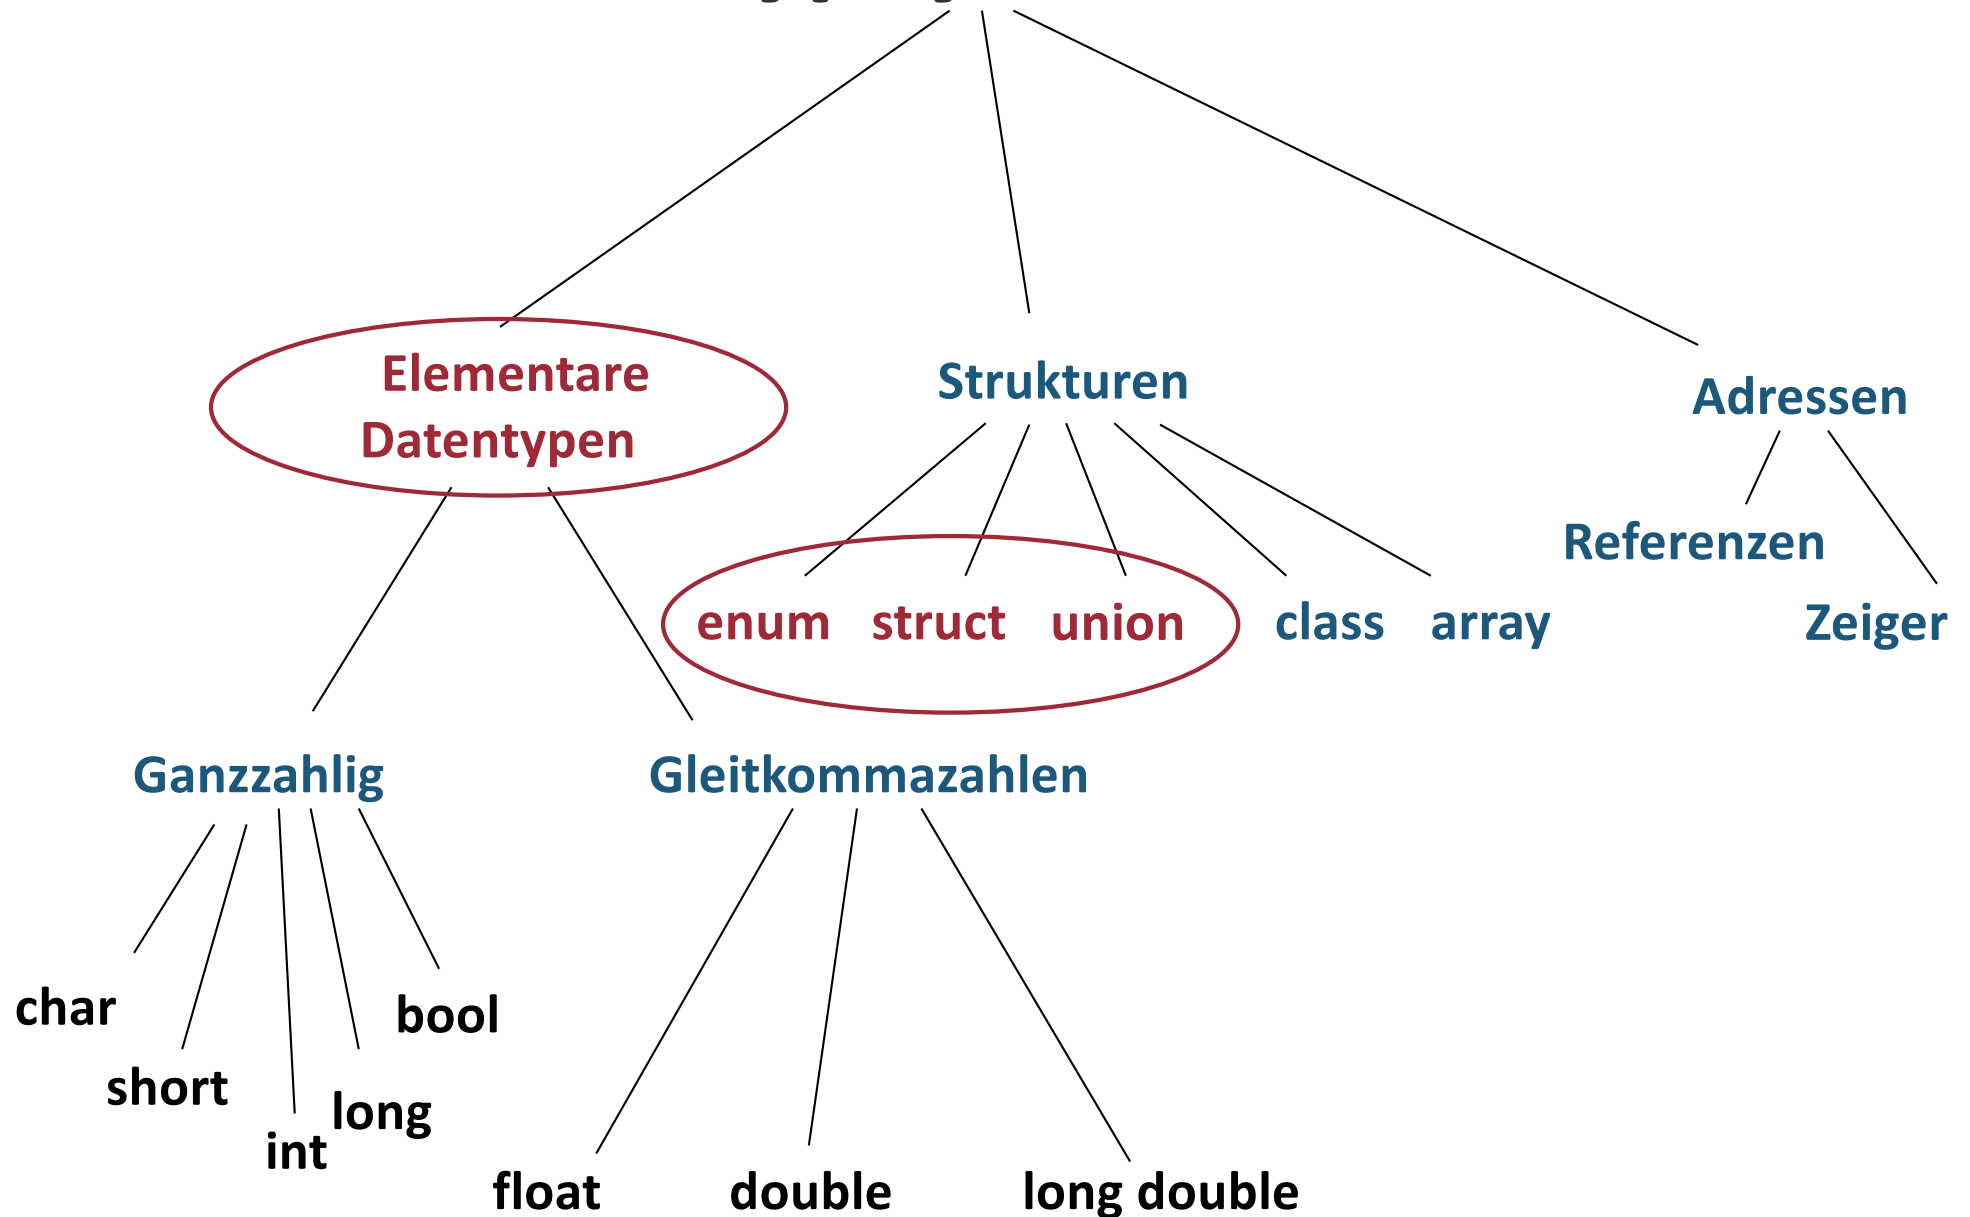 Elementare
Datentypen
Strukturen
Adressen
Referenzen
enum struct union class array Zeiger
Ganzzahlig
Gleitkommazahlen
char
bool
short
long
int
float double long double